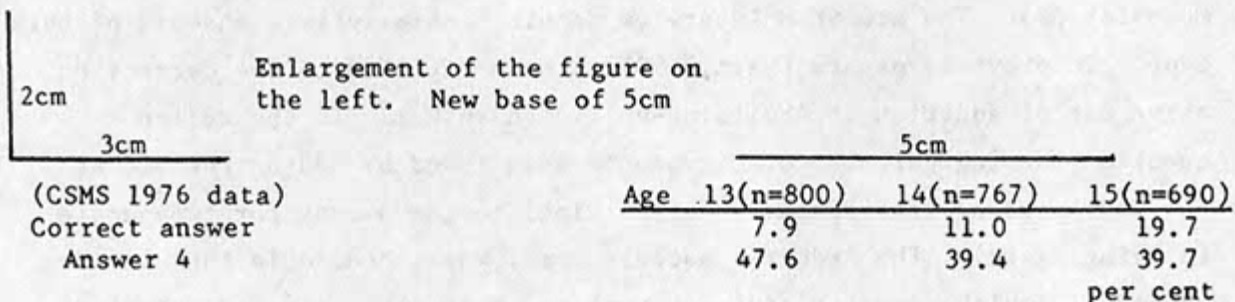 Enlargement of the figure on
2cm the left. New base of 5cm
3cm 5cm
(CSMS 1976 data) Age .13(n=800) 14(n=767) 15(n=690)
Correct answer 7.9 11.0 19.7
Answer 4 47.6 39.4 39.7
per cent